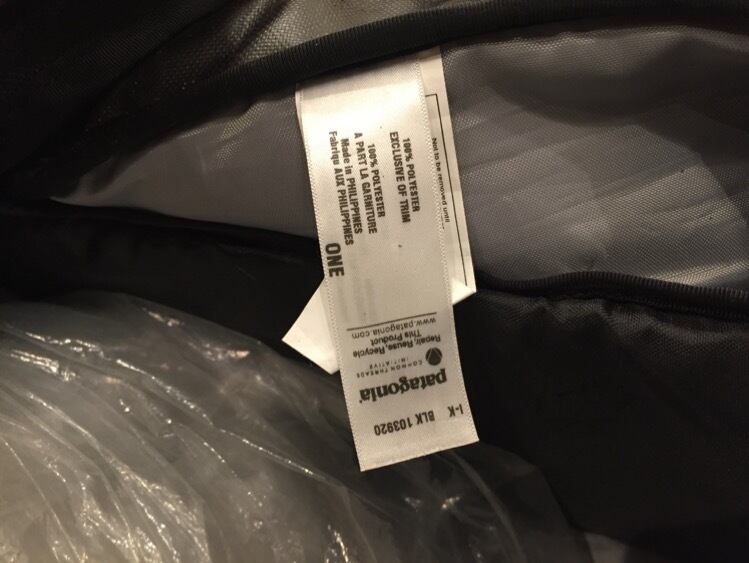 Not to be removed until
100% POLYESTER
EXCLUSIVE OF TRIM
100% POLYESTER
A PART LA GARNITURE
Made in PHILIPPINES
Fabriqu AUX PHILIPPINES
ONE
I-K BLK 103920
patagonia®
COMMON THREADS
INITIATIVE
Repair, Reuse, Recycle
This Product
www.patagonia.com